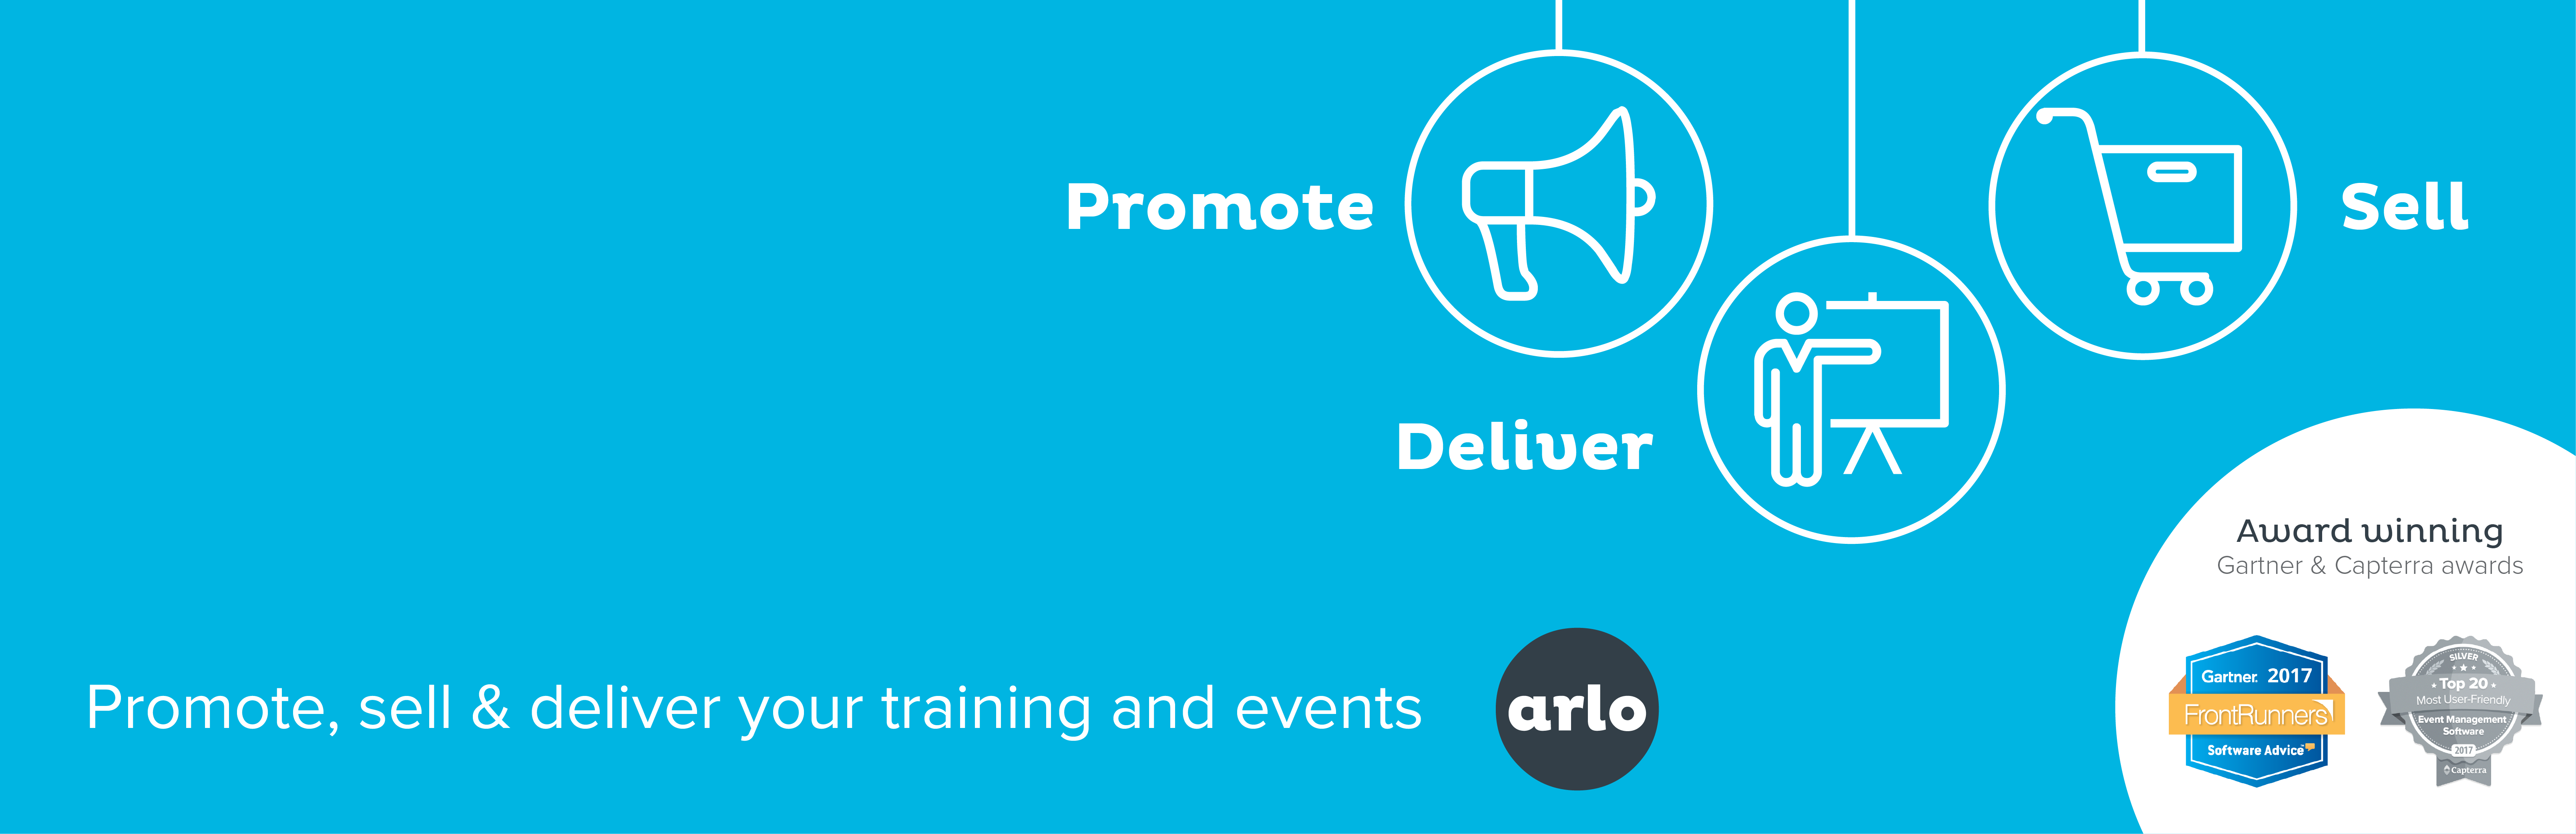 Promote
Sell
Deliver
Award winning
Gartner & Capterra awards
Promote, sell & deliver your training and events
arlo
Gartner. 2017
FrontRunners
Software Advice
SILVER
Top 20
Most User-Friendly
Event Management
Software
2017
Capterra